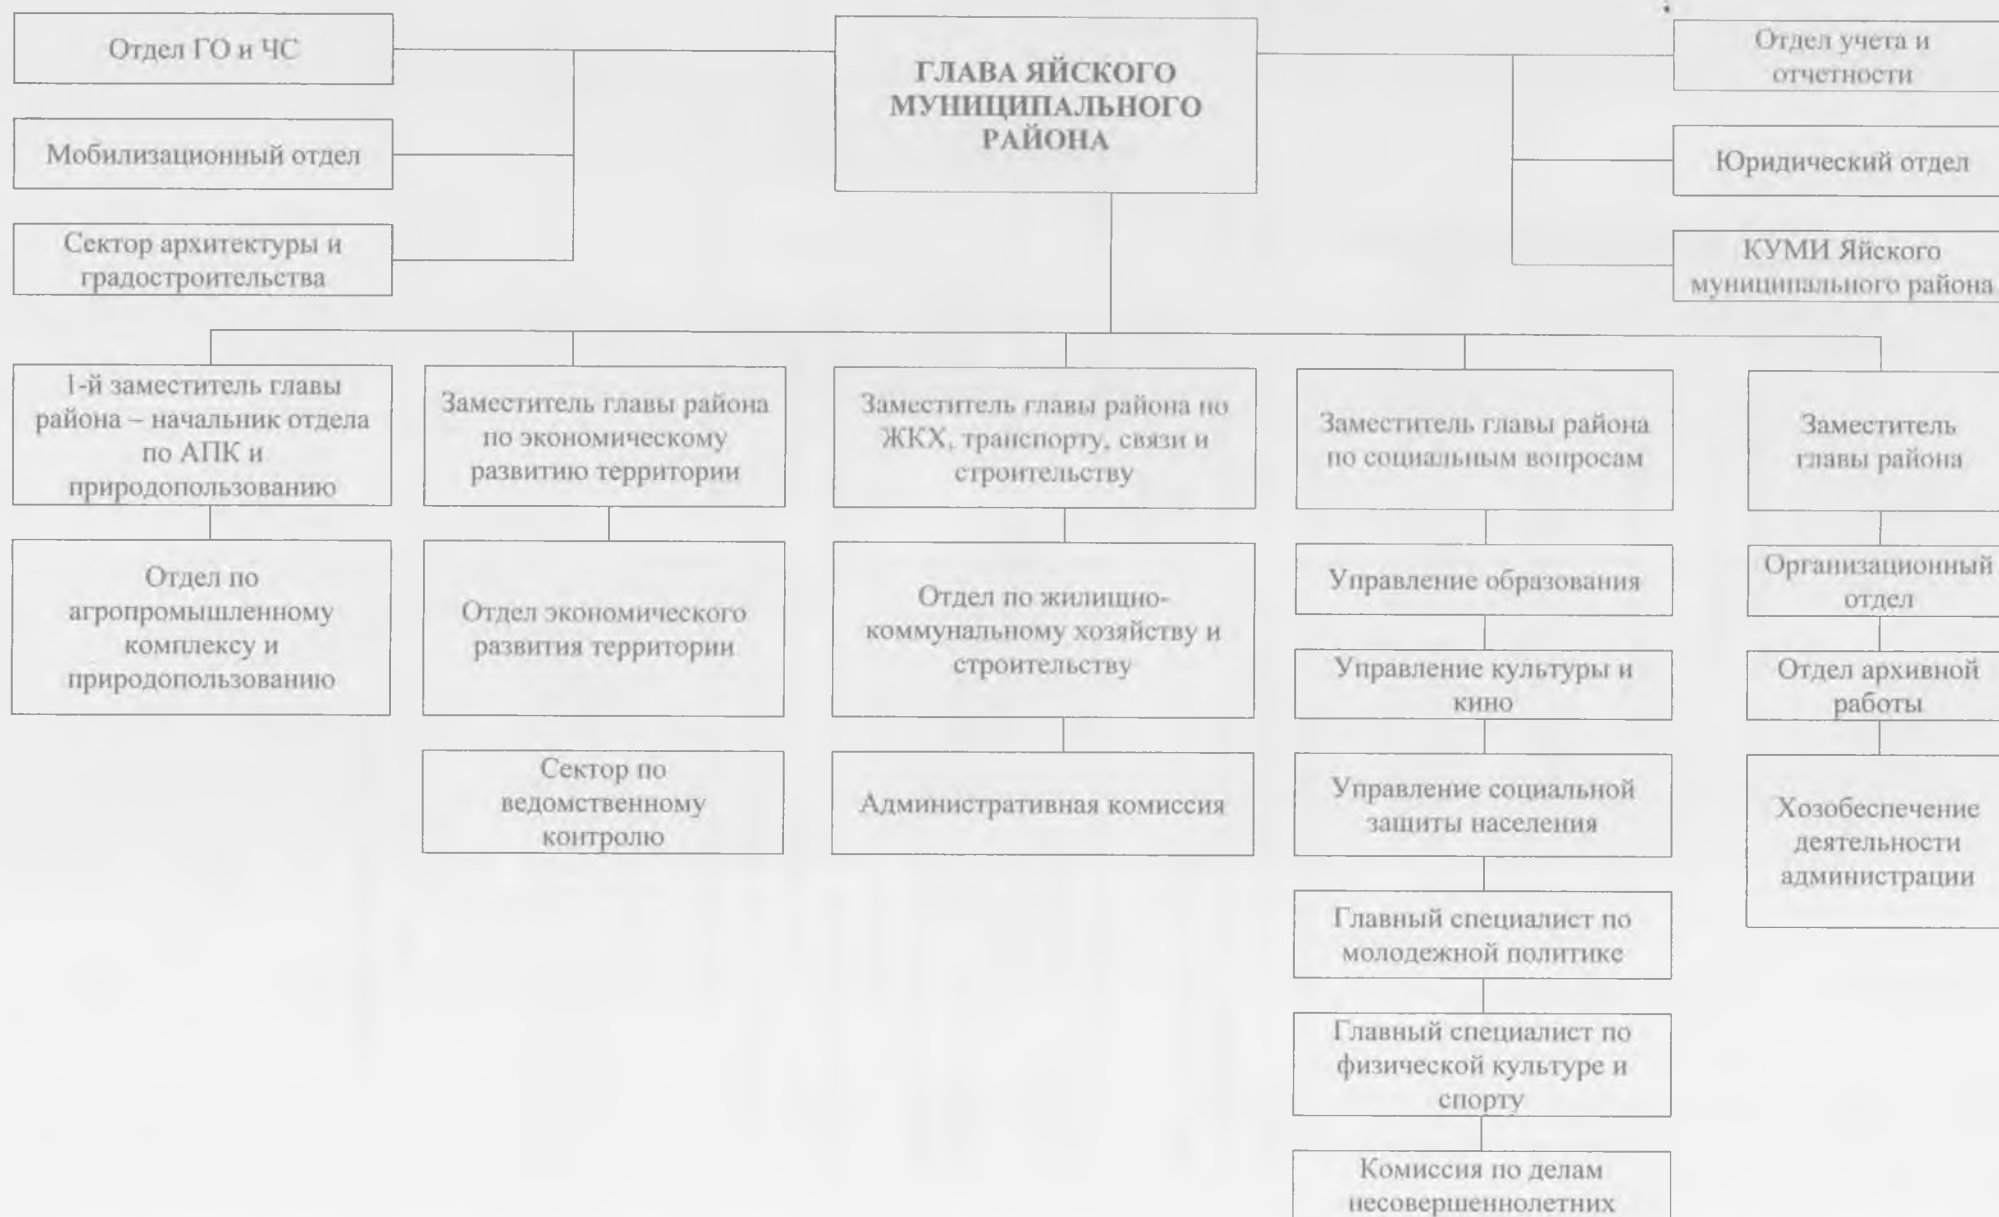 Отдел ГО и ЧС
Мобилизационный отдел
Сектор архитектуры и
градостроительства
ГЛАВА ЯЙСКОГО
МУНИЦИПАЛЬНОГО
РАЙОНА
Отдел учета и
отчетности
Юридический отдел
КУМИ Яйского
муниципального района
1-й заместитель главы
района – начальник отдела
по АПК и
природопользованию
Отдел по
агропромышленному
комплексу и
природопользованию
Заместитель главы района
по экономическому
развитию территории
Отдел экономического
развития территории
Сектор по
ведомственному
контролю
Заместитель главы района по
ЖКХ, транспорту, связи и
строительству
Отдел по жилищно-
коммунальному хозяйству и
строительству
Административная комиссия
Заместитель главы района
по социальным вопросам
Управление образования
Управление культуры и
кино
Управление социальной
защиты населения
Главный специалист по
молодежной политике
Главный специалист по
физической культуре и
спорту
Комиссия по делам
несовершеннолетних
Заместитель
главы района
Организационный
отдел
Отдел архивной
работы
Хозобеспечение
деятельности
администрации